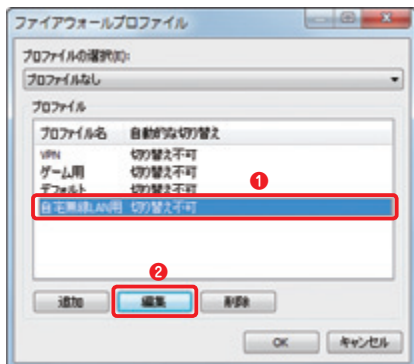 ファイアウォールプロファイル
プロファイルの選択(E):
プロファイルなし
プロファイル
プロファイル名 自動的な切り替え
VPN 切り替え不可
ゲーム用 切り替え不可
デフォルト 切り替え不可
自宅無線LAN用 切り替え不可
❶
❷
追加 編集 削除
OK キャンセル